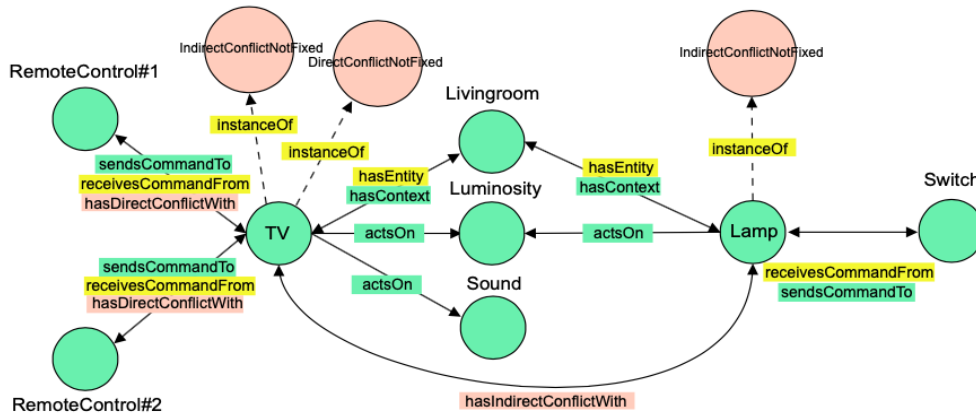 IndirectConflictNotFixed
DirectConflictNotFixed
IndirectConflictNotFixed
RemoteControl#1
Livingroom
instanceOf
instanceOf
instanceOf
sendsCommandTo
receivesCommandFrom
hasDirectConflictWith
hasEntity
hasContext
hasEntity
hasContext
Luminosity
Switch
TV
actsOn
actsOn
Lamp
sendsCommandTo
receivesCommandFrom
hasDirectConflictWith
actsOn
Sound
receivesCommandFrom
sendsCommandTo
RemoteControl#2
hasIndirectConflictWith